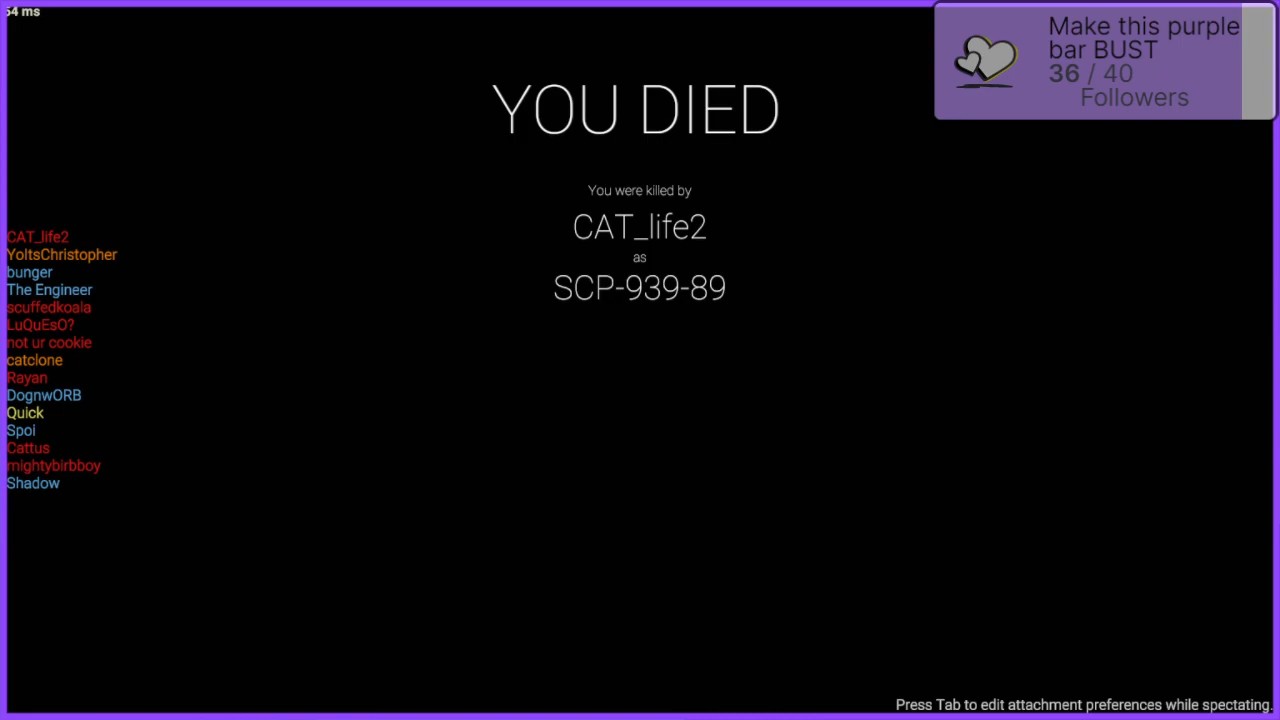 54 ms
Make this purple
bar BUST
36 / 40
Followers
YOU DIED
You were killed by
CAT_life2
as
SCP-939-89
CAT_life2
YoItsChristopher
bunger
The Engineer
scuffedkoala
LuQuEsO?
not ur cookie
catclone
Rayan
DognwORB
Quick
Spoi
Cattus
mightybirbboy
Shadow
Press Tab to edit attachment preferences while spectating.